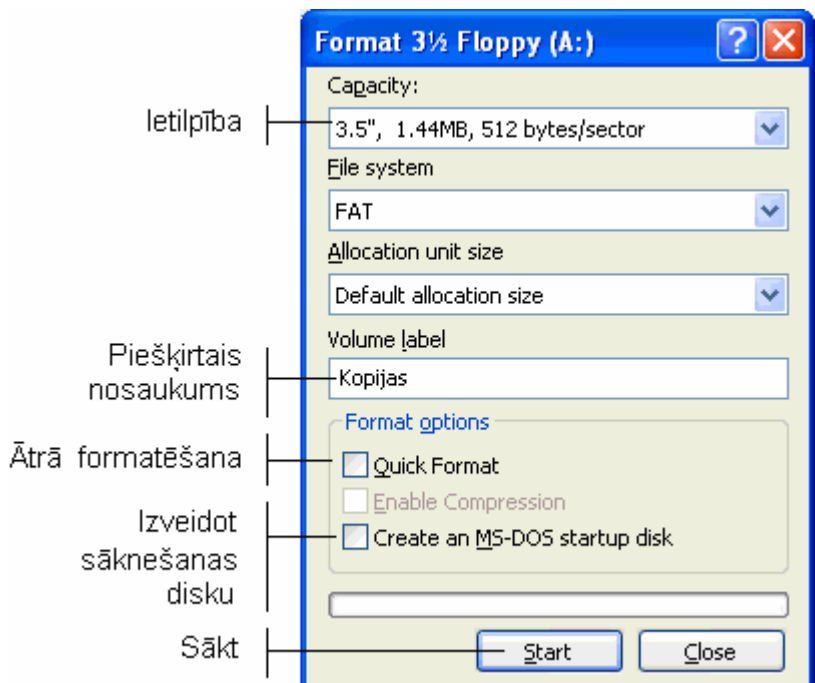 Format 3½ Floppy (A:)
Capacity:
Ietilpība
3.5", 1.44MB, 512 bytes/sector
File system
FAT
Allocation unit size
Default allocation size
Volume label
Piešķirtais
nosaukums
Kopijas
Format options
Ātrā formatēšana
Quick Format
Enable Compression
Izveidot
sāknešanas
disku
Create an MS-DOS startup disk
Sākt
Start
Close